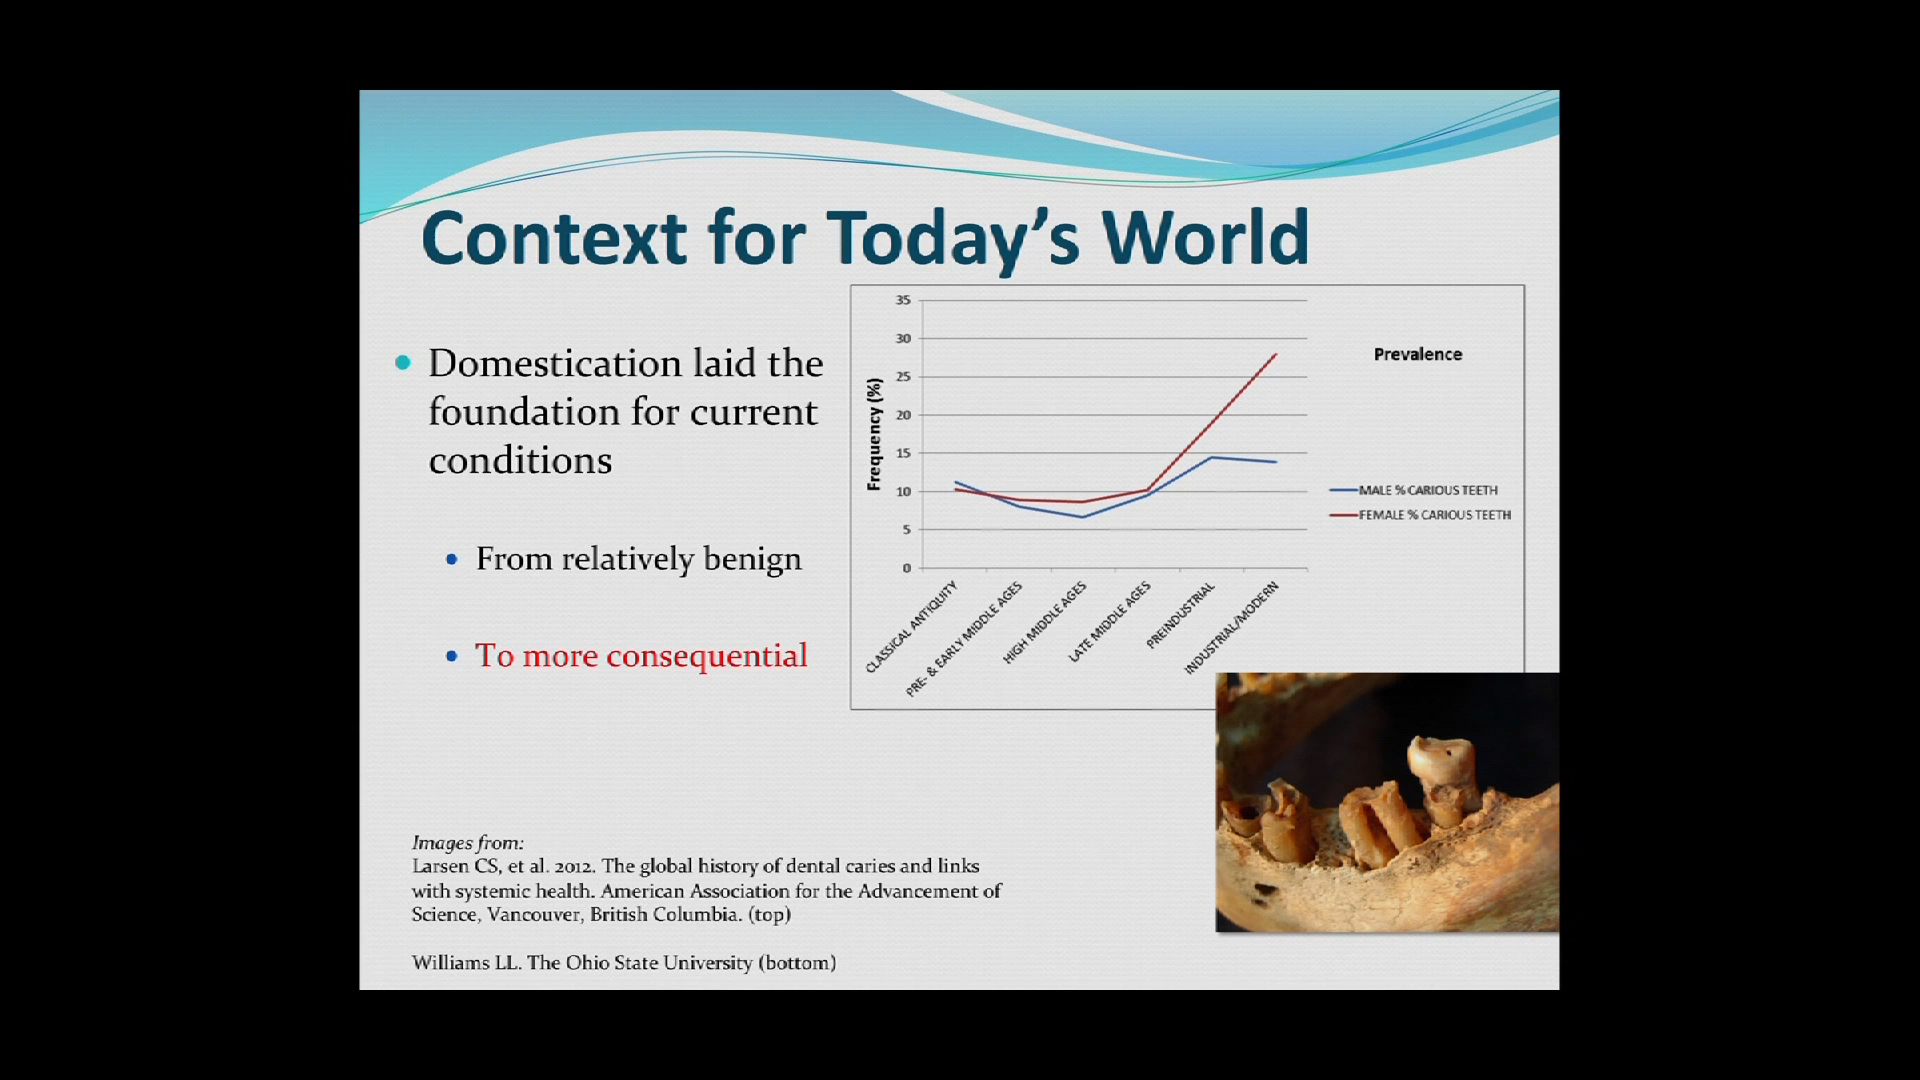 Context for Today's World
Domestication laid the
foundation for current
conditions
From relatively benign
To more consequential
35
30
25
20
15
10
5
0
Frequency (%)
CLASSICAL ANTIQUITY
PRE- & EARLY MIDDLE AGES
HIGH MIDDLE AGES
LATE MIDDLE AGES
PREINDUSTRIAL
INDUSTRIAL/MODERN
Prevalence
MALE % CARIOUS TEETH
FEMALE % CARIOUS TEETH
Images from:
Larsen CS, et al. 2012. The global history of dental caries and links
with systemic health. American Association for the Advancement of
Science, Vancouver, British Columbia. (top)
Williams LL. The Ohio State University (bottom)